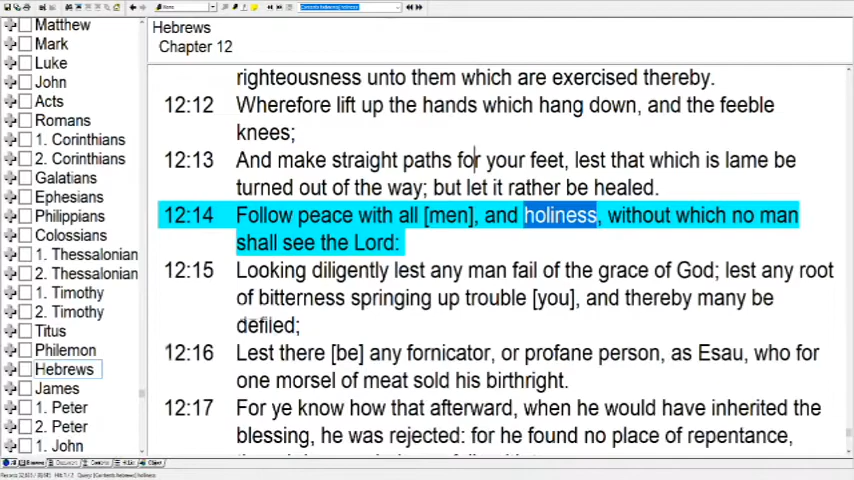 Matthew
Mark
Luke
John
Acts
Romans
1. Corinthians
2. Corinthians
Galatians
Ephesians
Philippians
Colossians
1. Thessalonian
2. Thessalonian
1. Timothy
2. Timothy
Titus
Philemon
Hebrews
James
1. Peter
2. Peter
1. John
Hebrews
Chapter 12
righteousness unto them which are exercised thereby.
12:12 Wherefore lift up the hands which hang down, and the feeble
knees;
12:13 And make straight paths for your feet, lest that which is lame be
turned out of the way; but let it rather be healed.
12:14 Follow peace with all [men], and holiness, without which no man
shall see the Lord:
12:15 Looking diligently lest any man fail of the grace of God; lest any root
of bitterness springing up trouble [you], and thereby many be
defiled;
12:16 Lest there [be] any fornicator, or profane person, as Esau, who for
one morsel of meat sold his birthright.
12:17 For ye know how that afterward, when he would have inherited the
blessing, he was rejected: for he found no place of repentance,